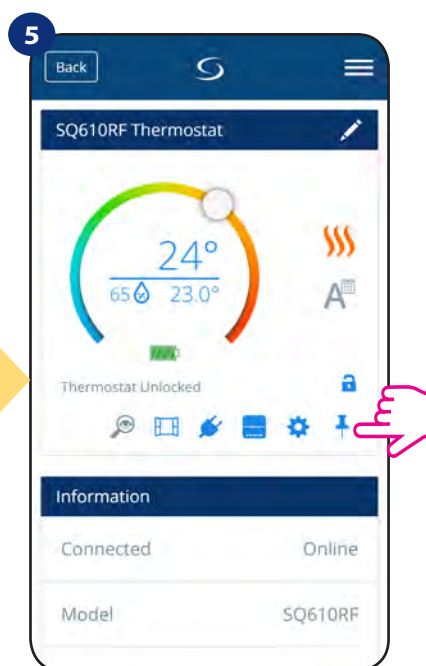 5
Back
SQ610RF Thermostat
24°
65 23.0°
A
Thermostat Unlocked
Information
Connected Online
Model SQ610RF